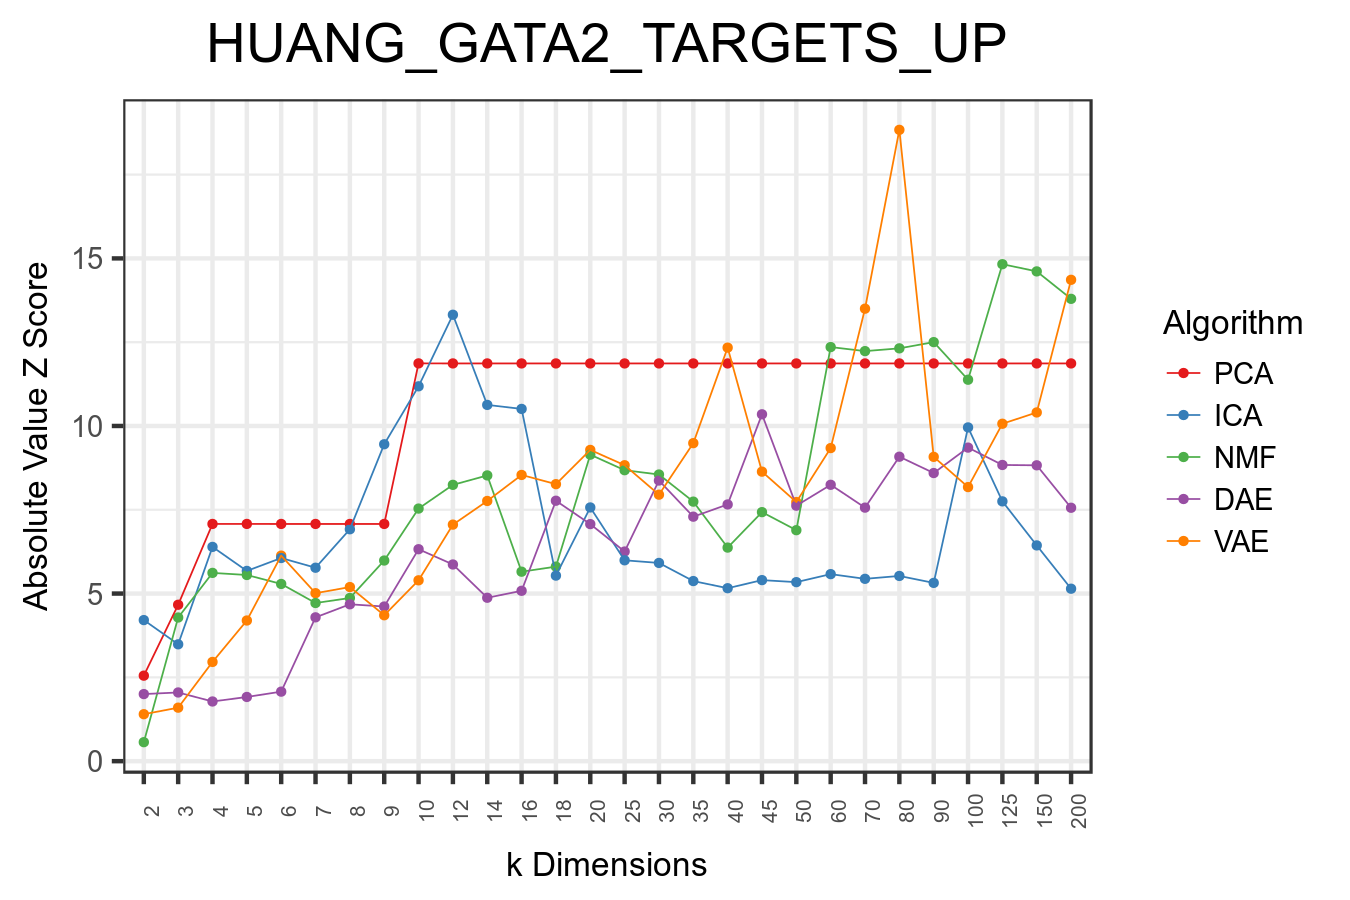 HUANG_GATA2_TARGETS_UP
Absolute Value Z Score
15
10
5
0
2 3 4 5 6 7 8 9 10 12 14 16 18 20 25 30 35 40 45 50 60 70 80 90 100 125 150 200
k Dimensions
Algorithm
PCA
ICA
NMF
DAE
VAE